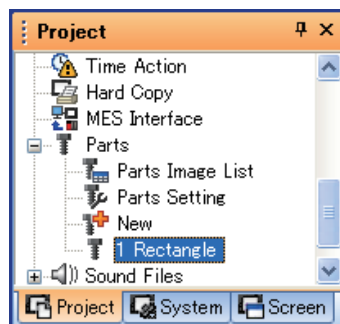 Project
Time Action
Hard Copy
MES Interface
Parts
Parts Image List
Parts Setting
New
1 Rectangle
Sound Files
Project System Screen